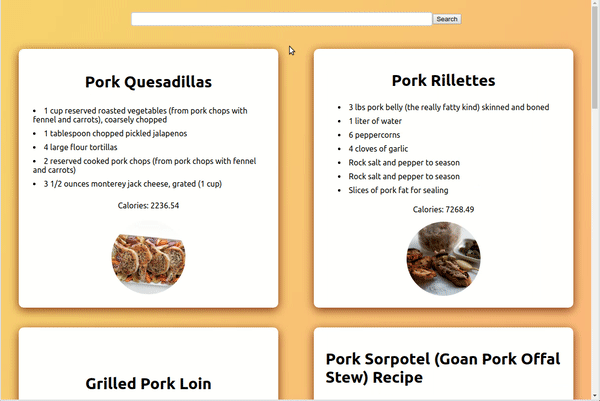 Search
Pork Quesadillas
• 1 cup reserved roasted vegetables (from pork chops with
fennel and carrots), coarsely chopped
• 1 tablespoon chopped pickled jalapenos
• 4 large flour tortillas
• 2 reserved cooked pork chops (from pork chops with fennel
and carrots)
• 3 1/2 ounces monterey jack cheese, grated (1 cup)
Calories: 2236.54
Pork Rillettes
• 3 lbs pork belly (the really fatty kind) skinned and boned
• 1 liter of water
• 6 peppercorns
• 4 cloves of garlic
• Rock salt and pepper to season
• Rock salt and pepper to season
• Slices of pork fat for sealing
Calories: 7268.49
Grilled Pork Loin
Pork Sorpotel (Goan Pork Offal
Stew) Recipe